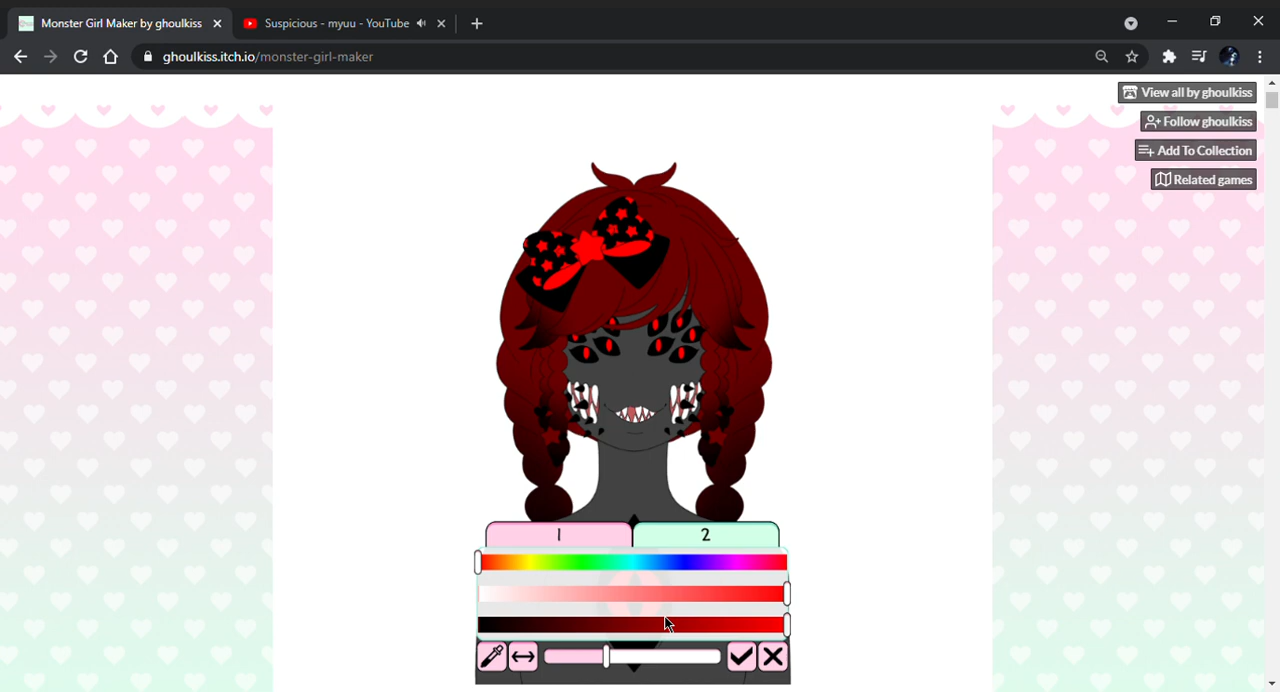 Monster Girl Maker by ghoulkiss
Suspicious - myuu - YouTube
ghoulkiss.itch.io/monster-girl-maker
View all by ghoulkiss
Follow ghoulkiss
Add To Collection
Related games
1
2